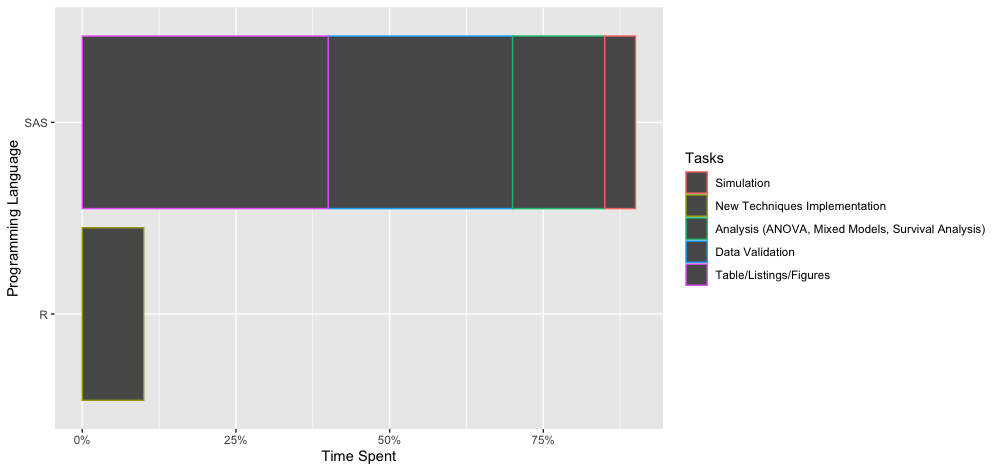 SAS
R
Programming Language
0%
25%
50%
75%
Time Spent
Tasks
Simulation
New Techniques Implementation
Analysis (ANOVA, Mixed Models, Survival Analysis)
Data Validation
Table/Listings/Figures